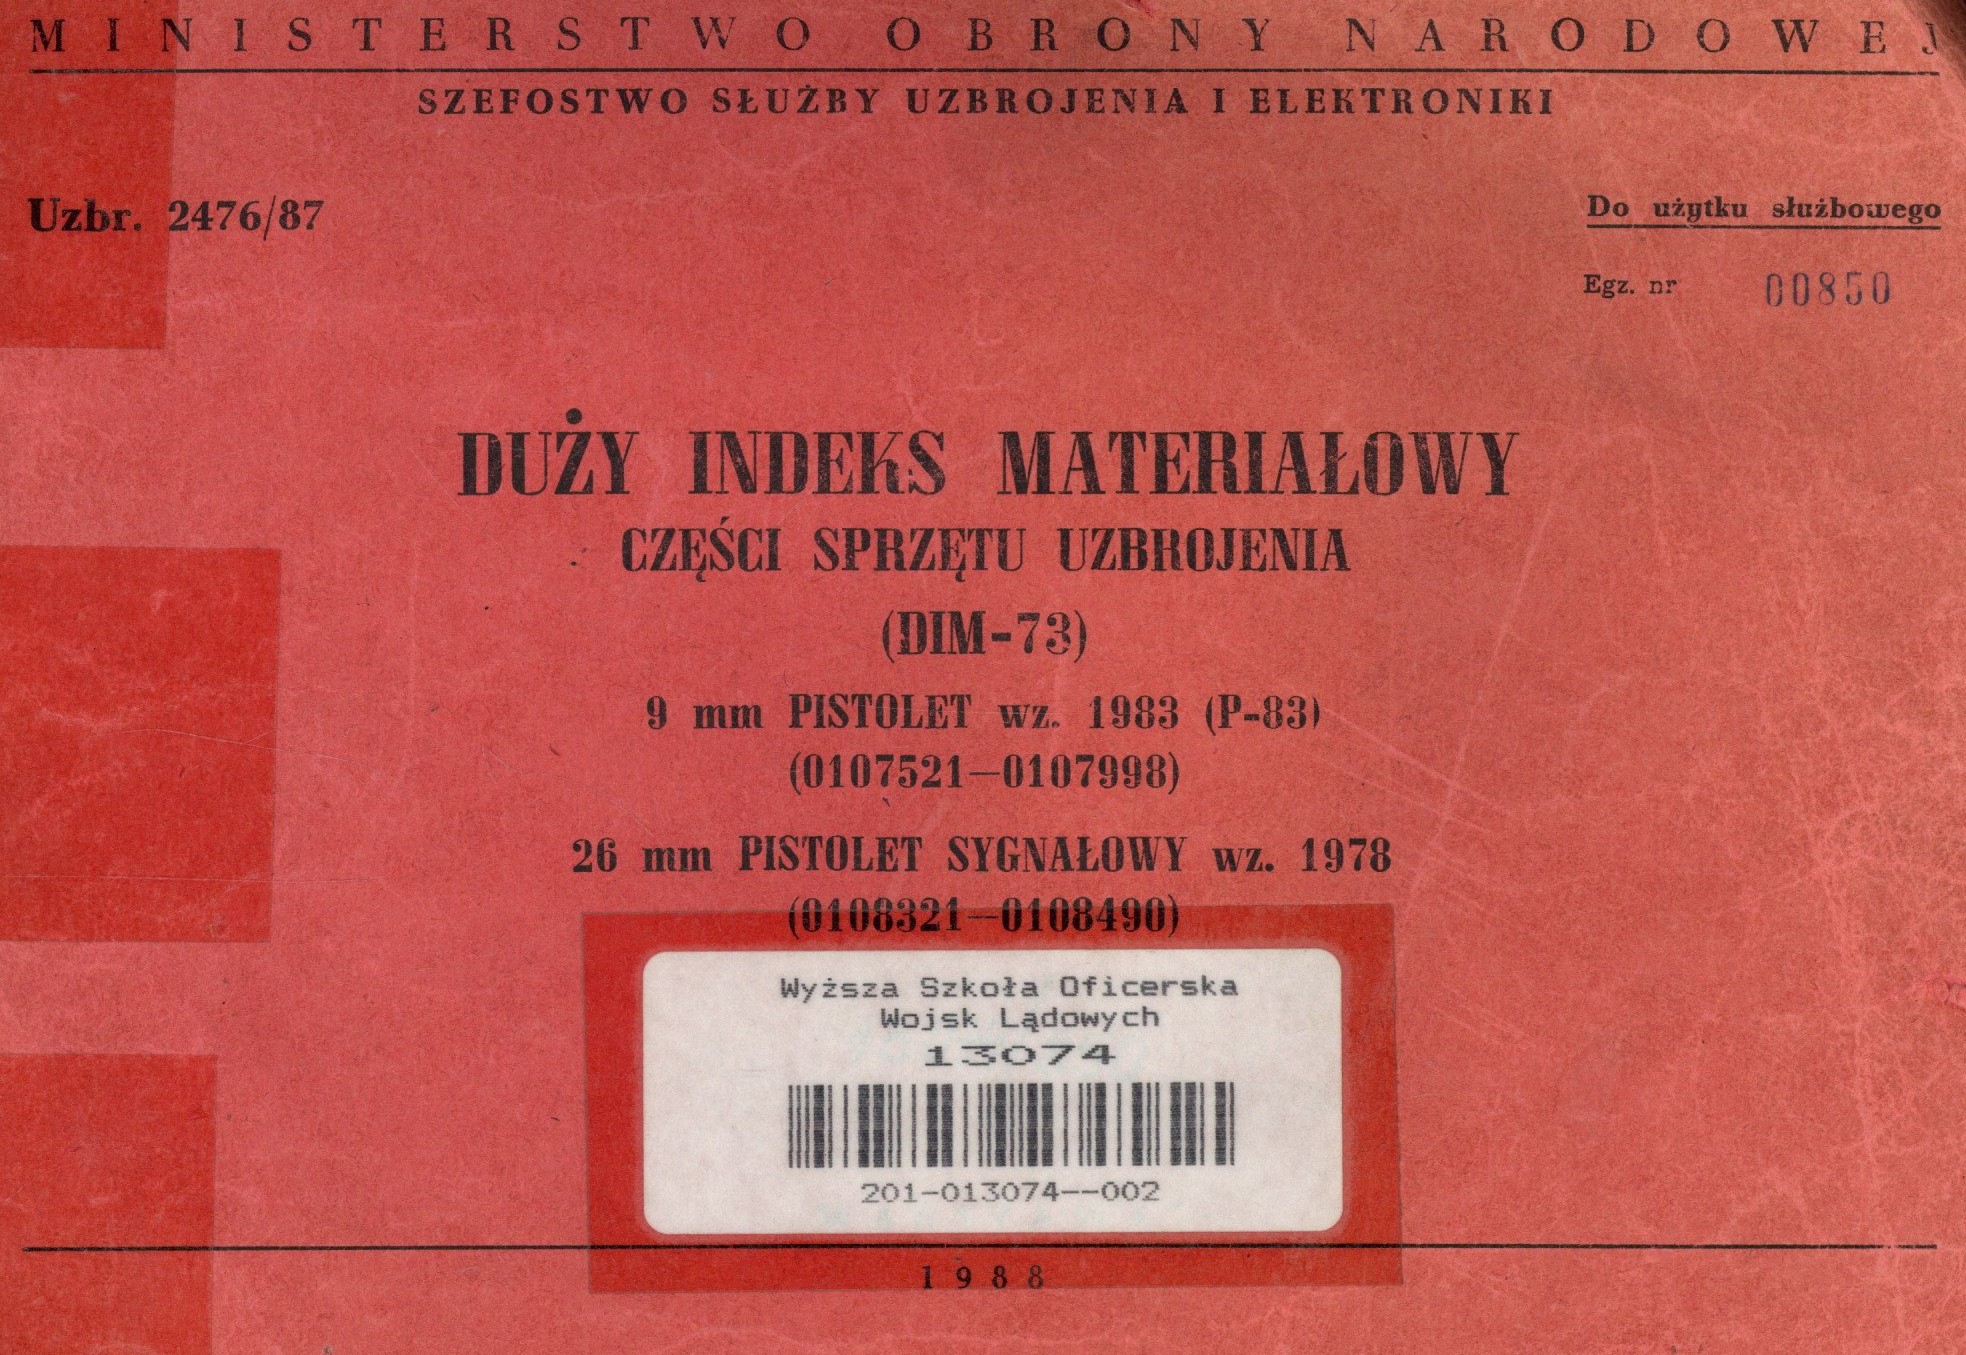 MINISTERSTWO OBRONY NARODOWEJ
SZEFOSTWO SŁUŻBY UZBROJENIA I ELEKTRONIKI
Uzbr. 2476/87
Do użytku służbowego
Egz. nr 00850
DUŻY INDEKS MATERIAŁOWY
CZĘŚCI SPRZĘTU UZBROJENIA
(DIM-73)
9 mm PISTOLET wz. 1983 (P-83)
(0107521—0107998)
26 mm PISTOLET SYGNAŁOWY wz. 1978
(0108321—0108490)
Wyższa Szkoła Oficerska
Wojsk Lądowych
13074
201-013074--002
1988